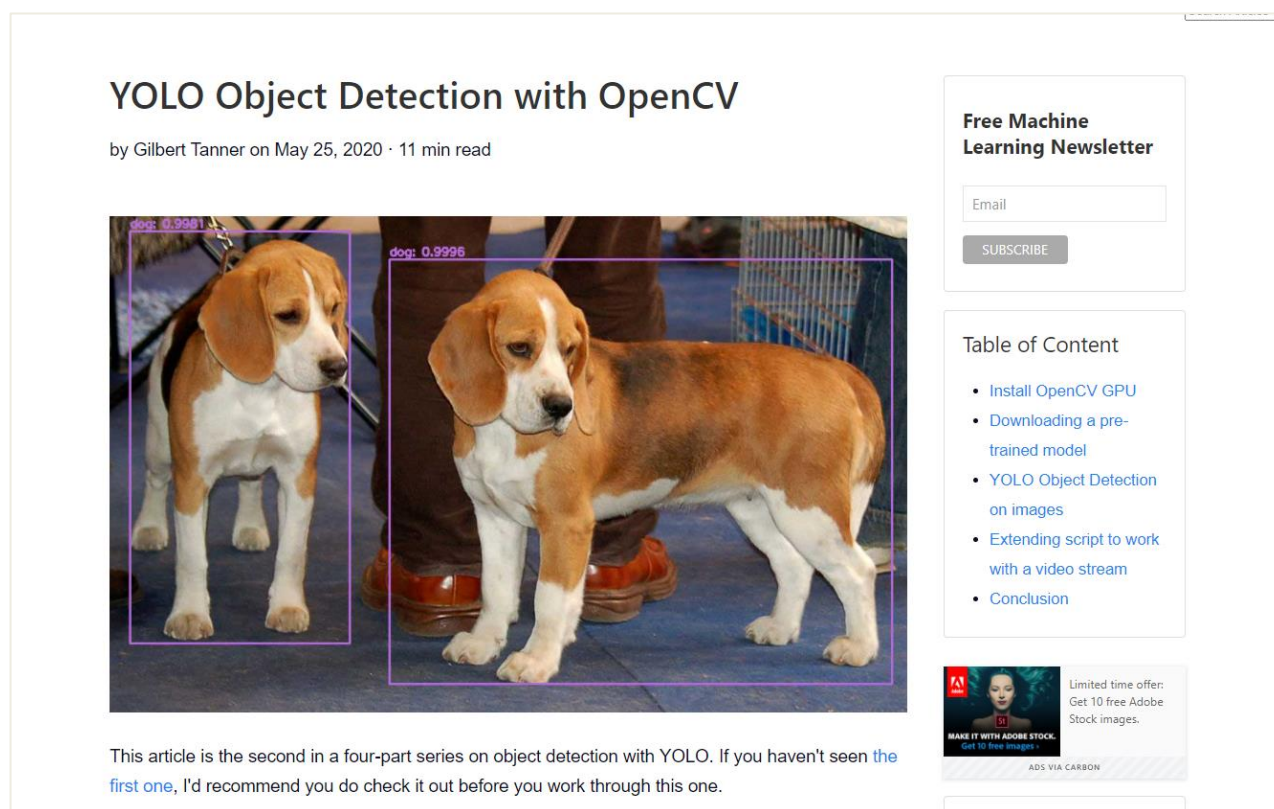 YOLO Object Detection with OpenCV
by Gilbert Tanner on May 25, 2020 · 11 min read
dog: 0.9981
dog: 0.9996
This article is the second in a four-part series on object detection with YOLO. If you haven't seen the
first one, I'd recommend you do check it out before you work through this one.
Free Machine
Learning Newsletter
Email
SUBSCRIBE
Table of Content
Install OpenCV GPU
Downloading a pre-
trained model
YOLO Object Detection
on images
Extending script to work
with a video stream
Conclusion
Adobe
St
MAKE IT WITH ADOBE STOCK.
Get 10 free images ›
Limited time offer:
Get 10 free Adobe
Stock images.
ADS VIA CARBON